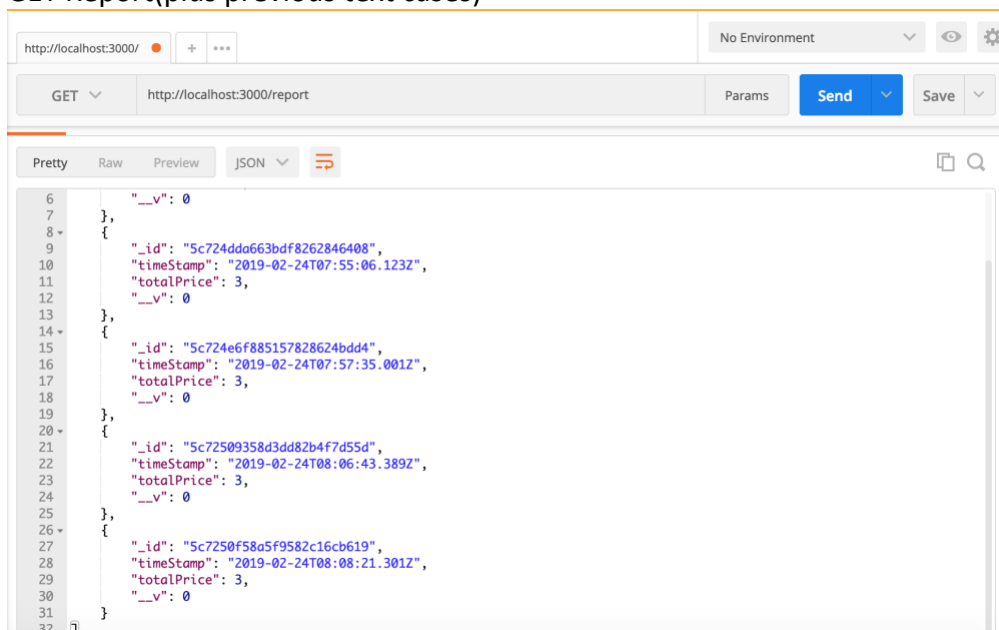 GET Report(plus previous text cases)
http://localhost:3000/ + ••• No Environment
GET http://localhost:3000/report Params Send Save
Pretty Raw Preview JSON
6 "__v": 0
7 },
8 {
9 "_id": "5c724dda663bdf8262846408",
10 "timeStamp": "2019-02-24T07:55:06.123Z",
11 "totalPrice": 3,
12 "__v": 0
13 },
14 {
15 "_id": "5c724e6f885157828624bdd4",
16 "timeStamp": "2019-02-24T07:57:35.001Z",
17 "totalPrice": 3,
18 "__v": 0
19 },
20 {
21 "_id": "5c72509358d3dd82b4f7d55d",
22 "timeStamp": "2019-02-24T08:06:43.389Z",
23 "totalPrice": 3,
24 "__v": 0
25 },
26 {
27 "_id": "5c7250f58a5f9582c16cb619",
28 "timeStamp": "2019-02-24T08:08:21.301Z",
29 "totalPrice": 3,
30 "__v": 0
31 }
32 ]